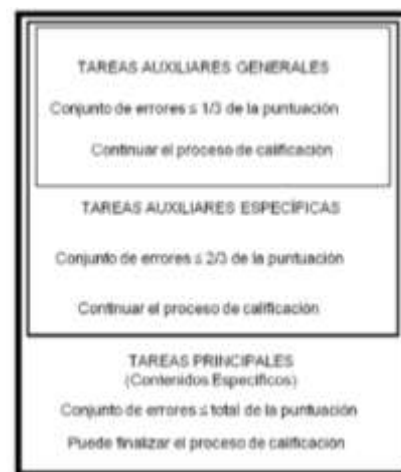 TAREAS AUXILIARES GENERALES
Conjunto de errores ≤ 1/3 de la puntuación
Continuar el proceso de calificación
TAREAS AUXILIARES ESPECÍFICAS
Conjunto de errores ≤ 2/3 de la puntuación
Continuar el proceso de calificación
TAREAS PRINCIPALES
(Contenidos Específicos)
Conjunto de errores ≤ total de la puntuación
Puede finalizar el proceso de calificación